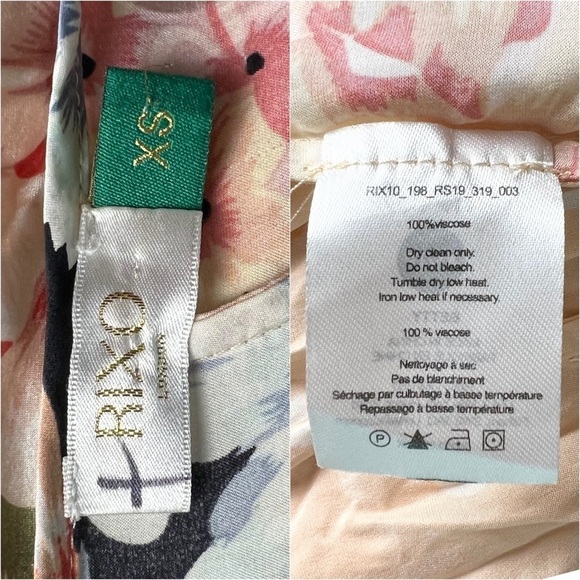 XS
RIXO
LONDON
RIX10_198_RS19_319_003
100%viscose
Dry clean only.
Do not bleach.
Tumble dry low heat.
Iron low heat if necessary.
100 % viscose
Nettoyage à sec
Pas de blanchiment
Séchage par culbutage à basse température
Repassage à basse température
P